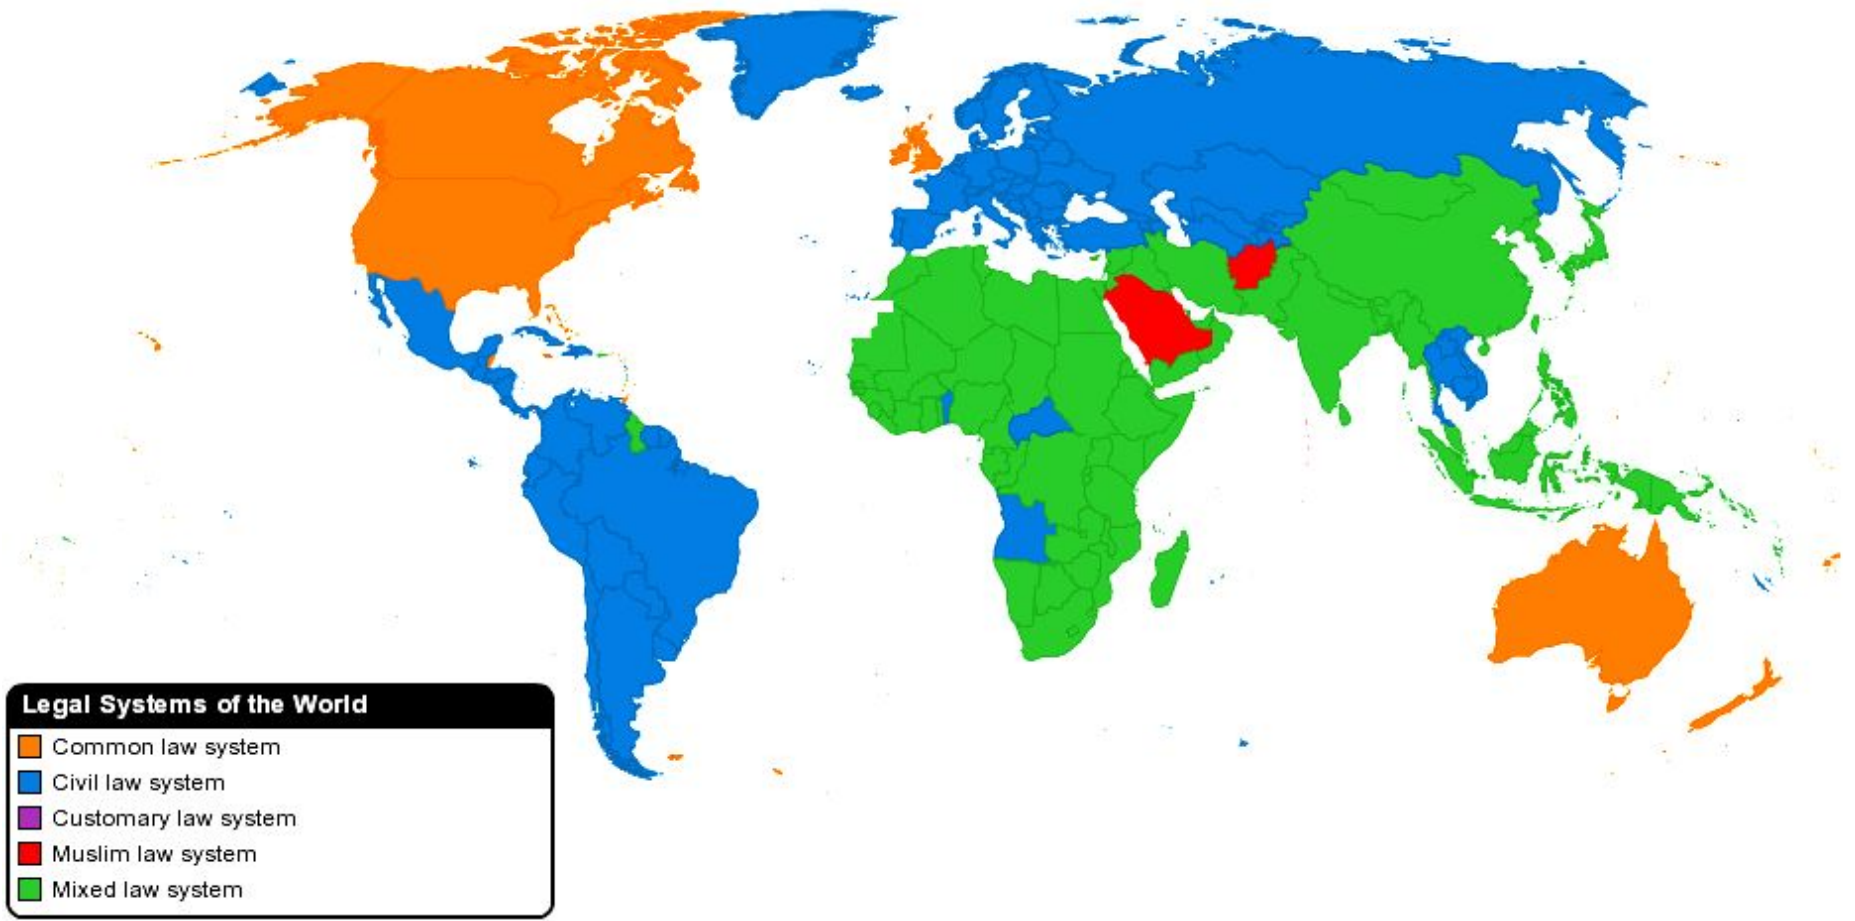 Legal Systems of the World
Common law system
Civil law system
Customary law system
Muslim law system
Mixed law system